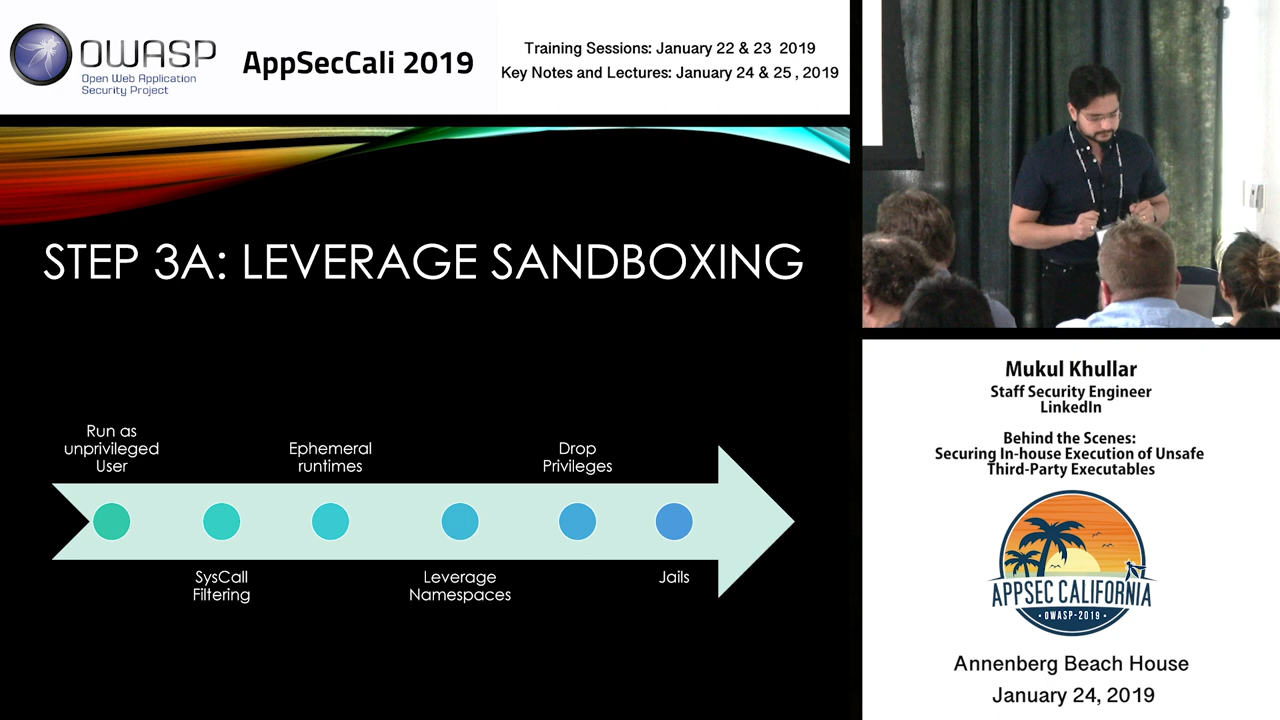 OWASP
Open Web Application
Security Project
AppSecCali 2019
Training Sessions: January 22 & 23 2019
Key Notes and Lectures: January 24 & 25 , 2019
STEP 3A: LEVERAGE SANDBOXING
Run as
unprivileged
User
SysCall
Filtering
Ephemeral
runtimes
Leverage
Namespaces
Drop
Privileges
Jails
Mukul Khullar
Staff Security Engineer
LinkedIn
Behind the Scenes:
Securing In-house Execution of Unsafe
Third-Party Executables
APPSEC CALIFORNIA
· OWASP-2019 ·
Annenberg Beach House
January 24, 2019